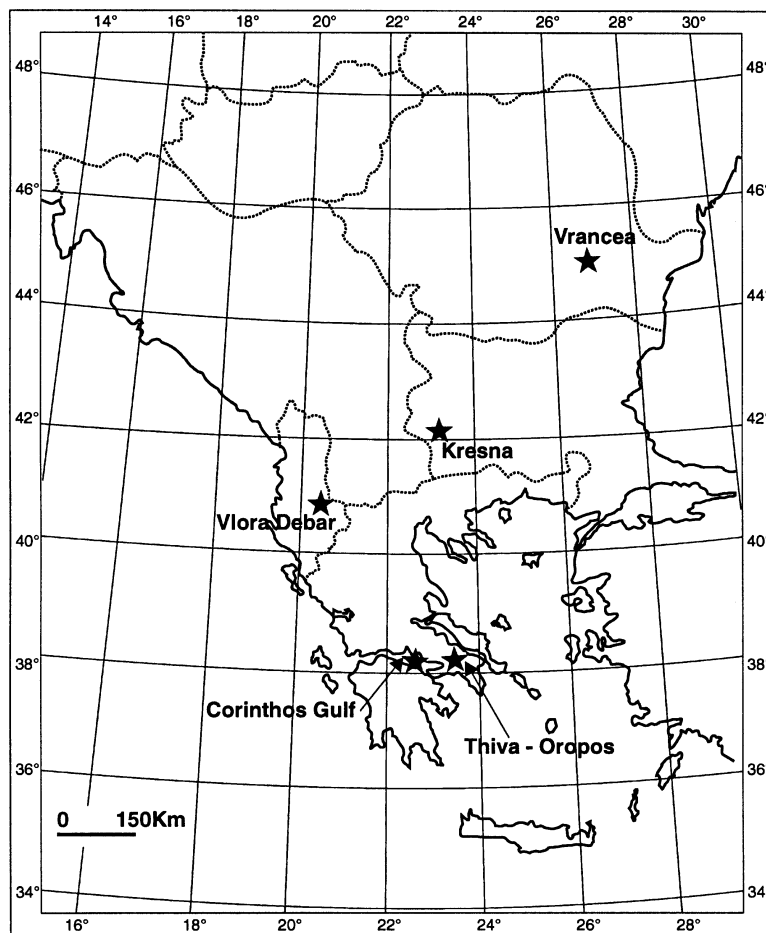 14° 16° 18° 20° 22° 24° 26° 28° 30°
48° 48°
46° 46°
Vrancea
44° 44°
42° 42°
Kresna
Vlora Debar
40° 40°
38° 38°
Corinthos Gulf
Thiva - Oropos
36° 36°
0 150Km
34° 34°
16° 18° 20° 22° 24° 26° 28°